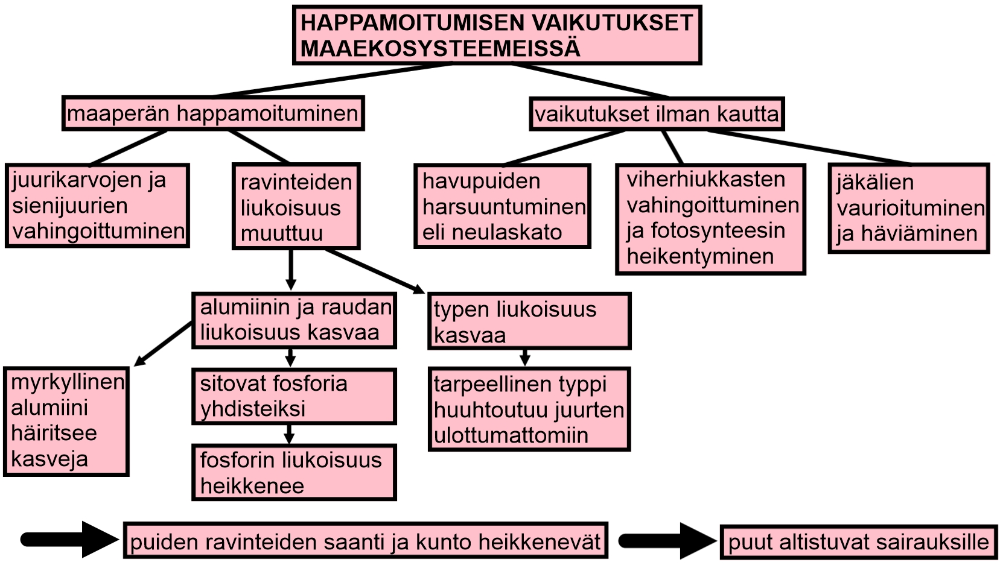 HAPPAMOITUMISEN VAIKUTUKSET
MAAEKOSYSTEEMEISSÄ
maaperän happamoituminen
vaikutukset ilman kautta
juurikarvojen ja
sienijuurien
vahingoittuminen
ravinteiden
liukoisuus
muuttuu
havupuiden
harsuuntuminen
eli neulaskato
viherhiukkasten
vahingoittuminen
ja fotosynteesin
heikentyminen
jäkälien
vaurioituminen
ja häviäminen
alumiinin ja raudan
liukoisuus kasvaa
typen liukoisuus
kasvaa
myrkyllinen
alumiini
häiritsee
kasveja
sitovat fosforia
yhdisteiksi
tarpeellinen typpi
huuhtoutuu juurten
ulottumattomiin
fosforin liukoisuus
heikkenee
puiden ravinteiden saanti ja kunto heikkenevät
puut altistuvat sairauksille